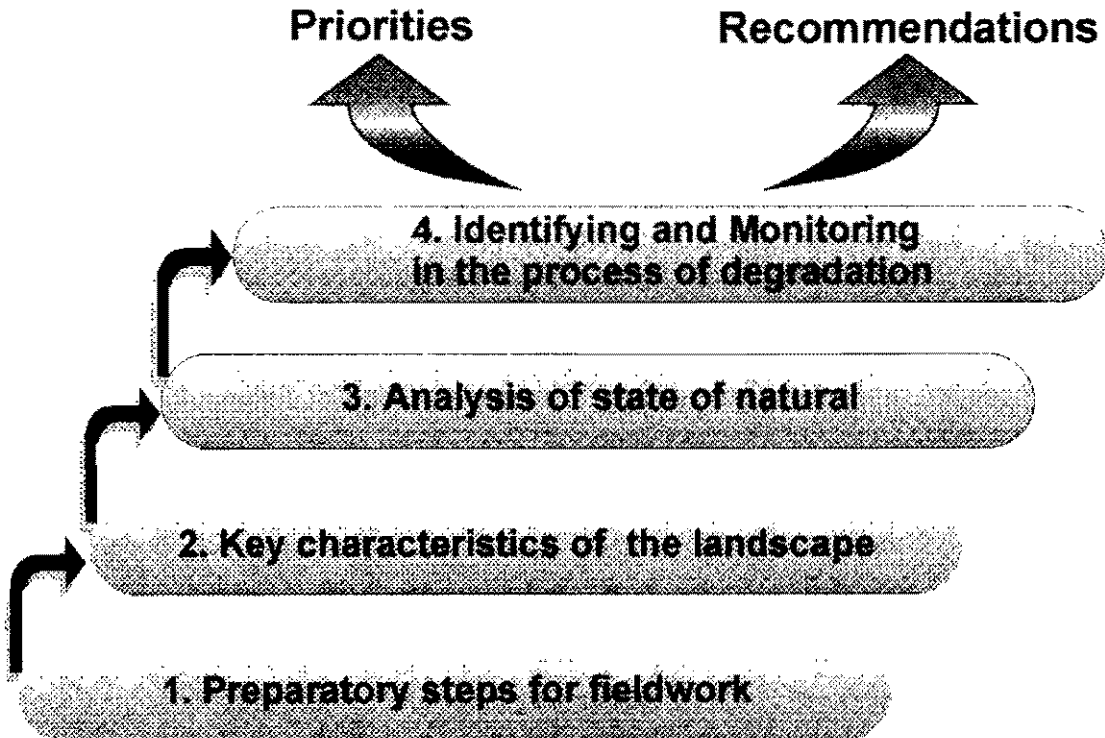 Priorities
Recommendations
4. Identifying and Monitoring
in the process of degradation
3. Analysis of state of natural
2. Key characteristics of the landscape
1. Preparatory steps for fieldwork